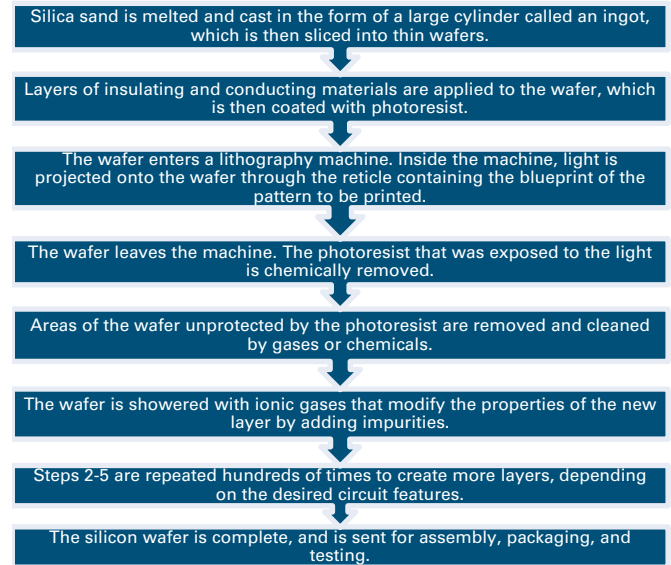 Silica sand is melted and cast in the form of a large cylinder called an ingot,
which is then sliced into thin wafers.
Layers of insulating and conducting materials are applied to the wafer, which
is then coated with photoresist.
The wafer enters a lithography machine. Inside the machine, light is
projected onto the wafer through the reticle containing the blueprint of the
pattern to be printed.
The wafer leaves the machine. The photoresist that was exposed to the light
is chemically removed.
Areas of the wafer unprotected by the photoresist are removed and cleaned
by gases or chemicals.
The wafer is showered with ionic gases that modify the properties of the new
layer by adding impurities.
Steps 2-5 are repeated hundreds of times to create more layers, depending
on the desired circuit features.
The silicon wafer is complete, and is sent for assembly, packaging, and
testing.